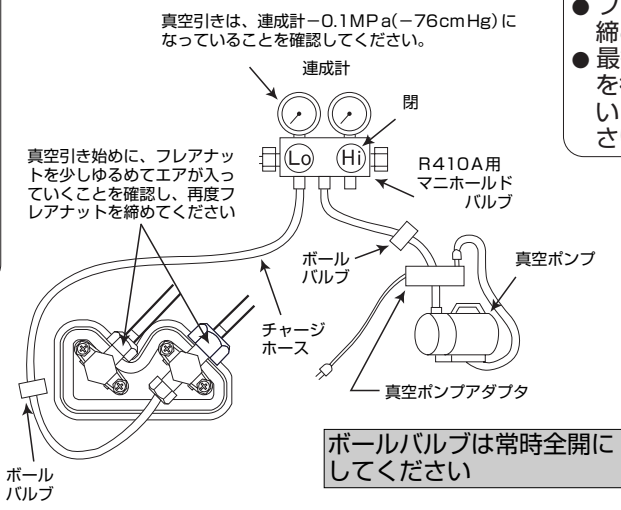 真空引きは、連成計−0.1MPa(−76cmHg)に
なっていることを確認してください。
連成計
閉
Lo
Hi
R410A用
マニホールド
バルブ
真空引き始めに、フレアナッ
トを少しゆるめてエアが入っ
ていくことを確認し、再度フ
レアナットを締めてください
ボール
バルブ
真空ポンプ
チャージ
ホース
真空ポンプアダプタ
ボールバルブは常時全開に
してください
ボール
バルブ
● フ
締
● 最
を
い
さ